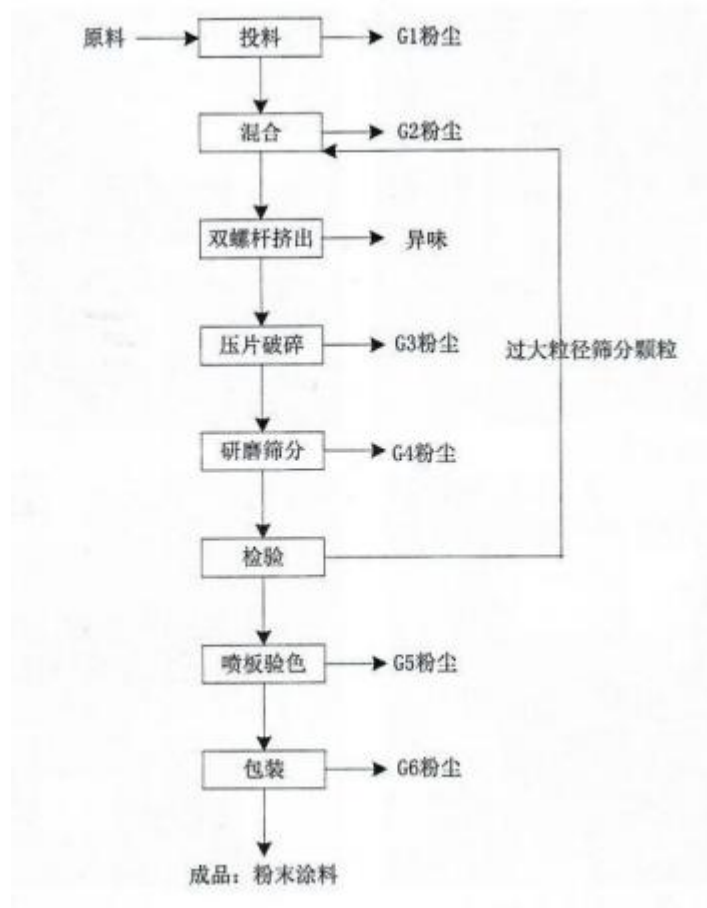 原料
投料
G1粉尘
混合
G2粉尘
双螺杆挤出
异味
压片破碎
G3粉尘
过大粒径筛分颗粒
研磨筛分
G4粉尘
检验
喷板验色
G5粉尘
包装
G6粉尘
成品：粉末涂料